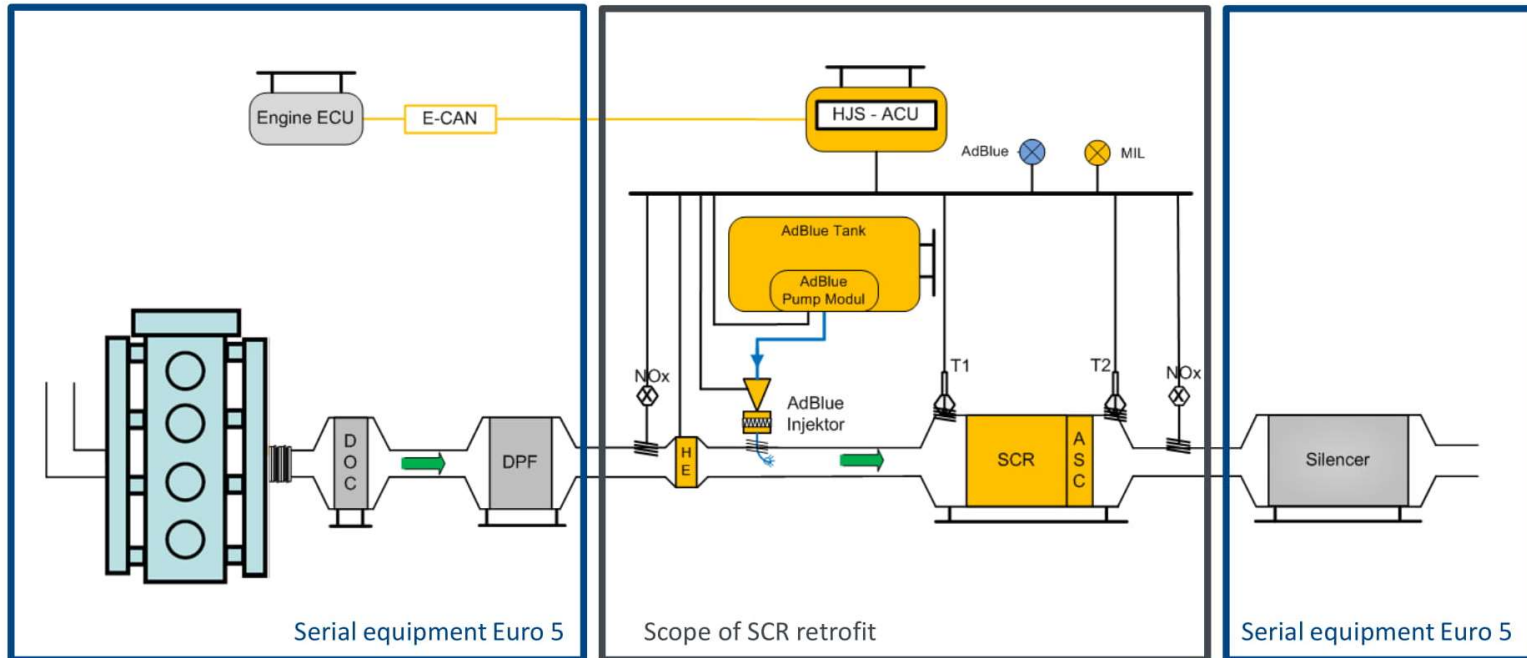 Engine ECU
E-CAN
HJS - ACU
AdBlue
MIL
AdBlue Tank
AdBlue
Pump Modul
NOx
T1
T2
NOx
AdBlue
Injektor
D
O
C
DPF
H
E
SCR
A
S
C
Silencer
Serial equipment Euro 5
Scope of SCR retrofit
Serial equipment Euro 5